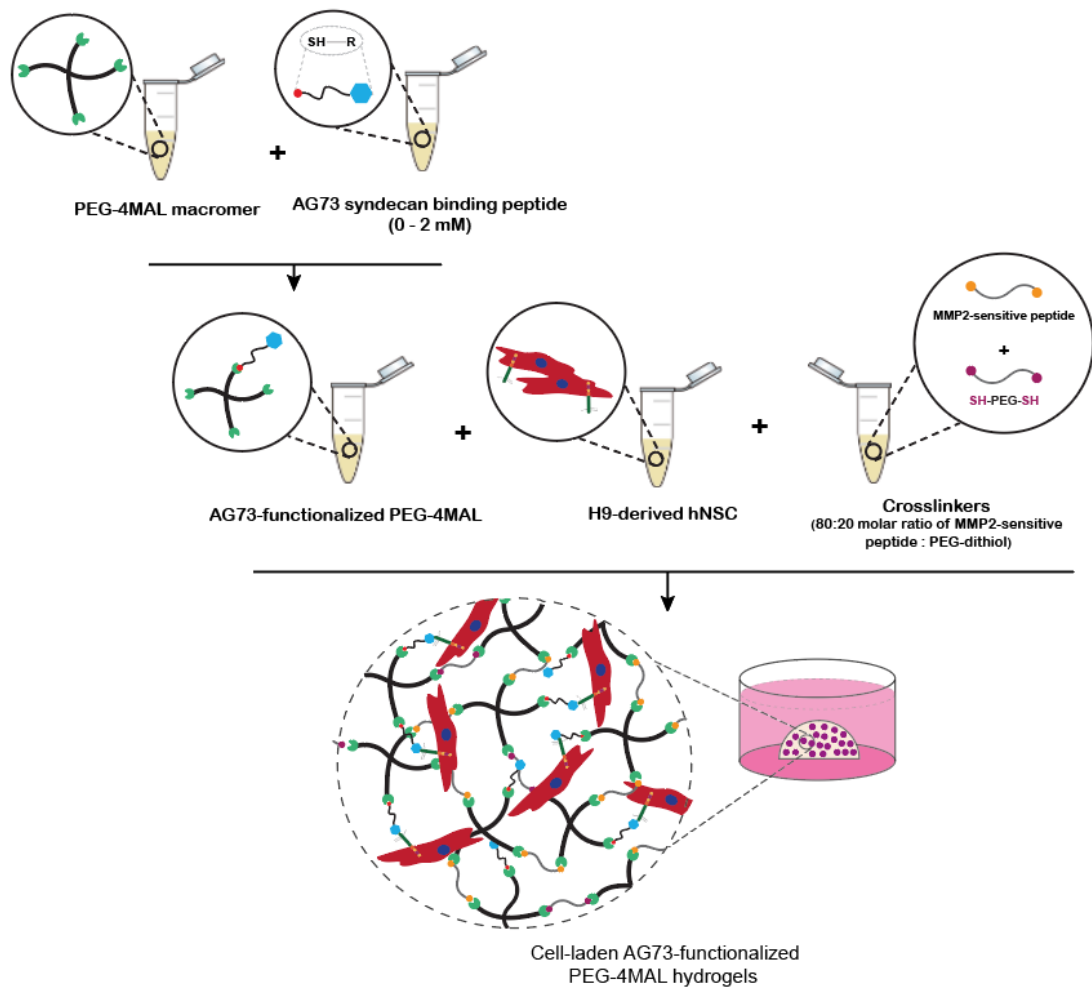 SH—R
PEG-4MAL macromer
+
AG73 syndecan binding peptide
(0 - 2 mM)
MMP2-sensitive peptide
+
SH-PEG-SH
AG73-functionalized PEG-4MAL
+
H9-derived hNSC
+
Crosslinkers
(80:20 molar ratio of MMP2-sensitive
peptide : PEG-dithiol)
Cell-laden AG73-functionalized
PEG-4MAL hydrogels